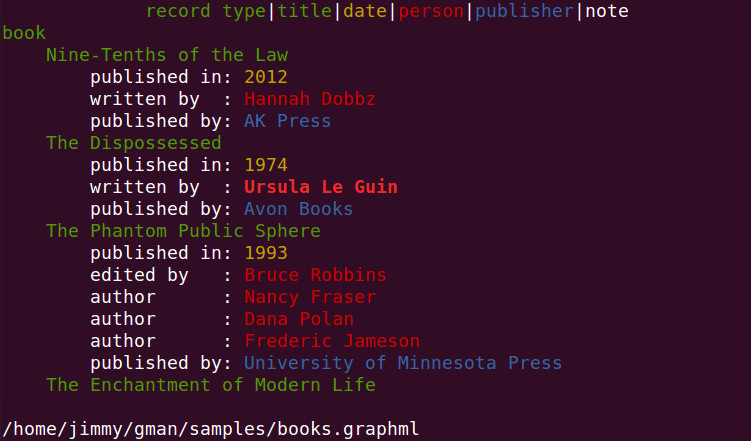 record type|title|date|person|publisher|note
book
Nine-Tenths of the Law
published in: 2012
written by  : Hannah Dobbz
published by: AK Press
The Dispossessed
published in: 1974
written by  : Ursula Le Guin
published by: Avon Books
The Phantom Public Sphere
published in: 1993
edited by   : Bruce Robbins
author      : Nancy Fraser
author      : Dana Polan
author      : Frederic Jameson
published by: University of Minnesota Press
The Enchantment of Modern Life
/home/jimmy/gman/samples/books.graphml